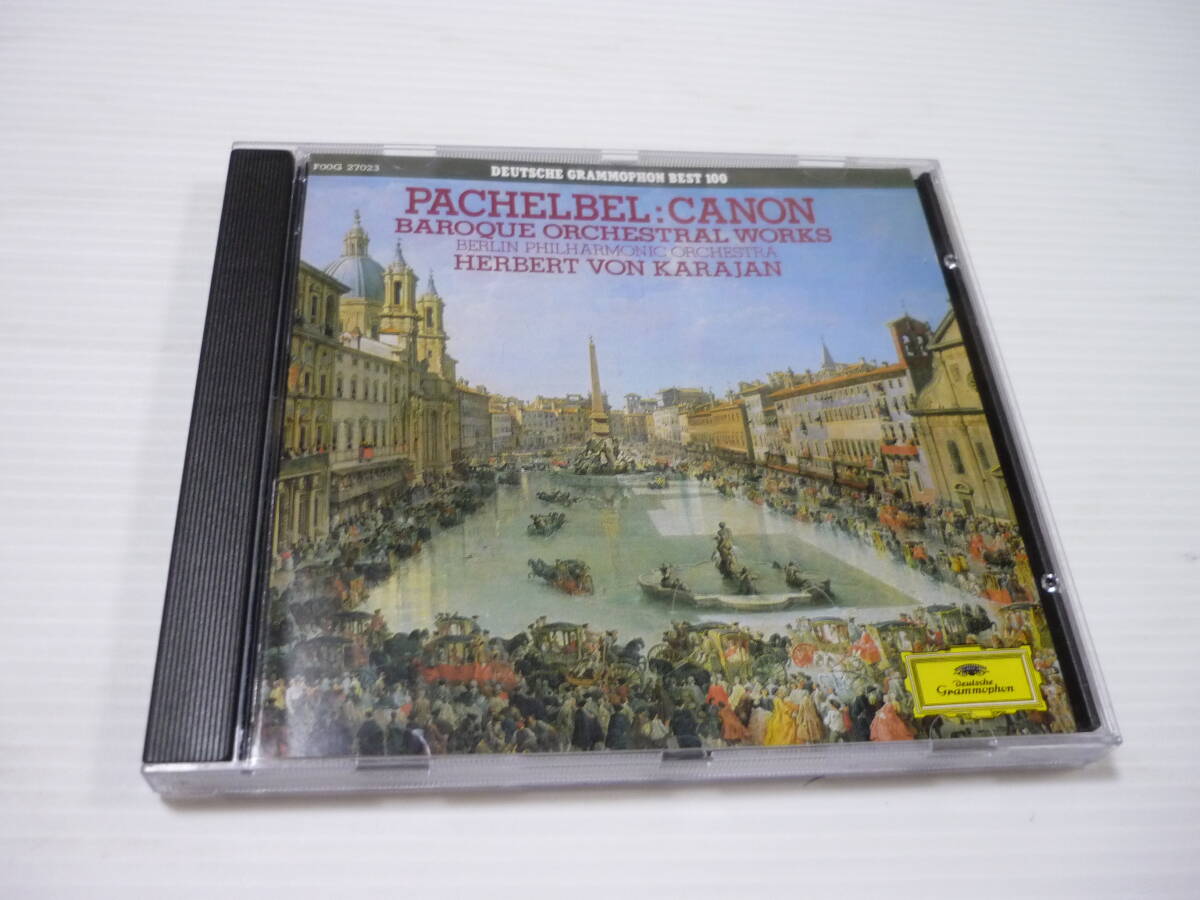 F00G 27023
DEUTSCHE GRAMMOPHON BEST 100
PACHELBEL: CANON
BAROQUE ORCHESTRAL WORKS
BERLIN PHILHARMONIC ORCHESTRA
HERBERT VON KARAJAN
Deutsche
Grammophon